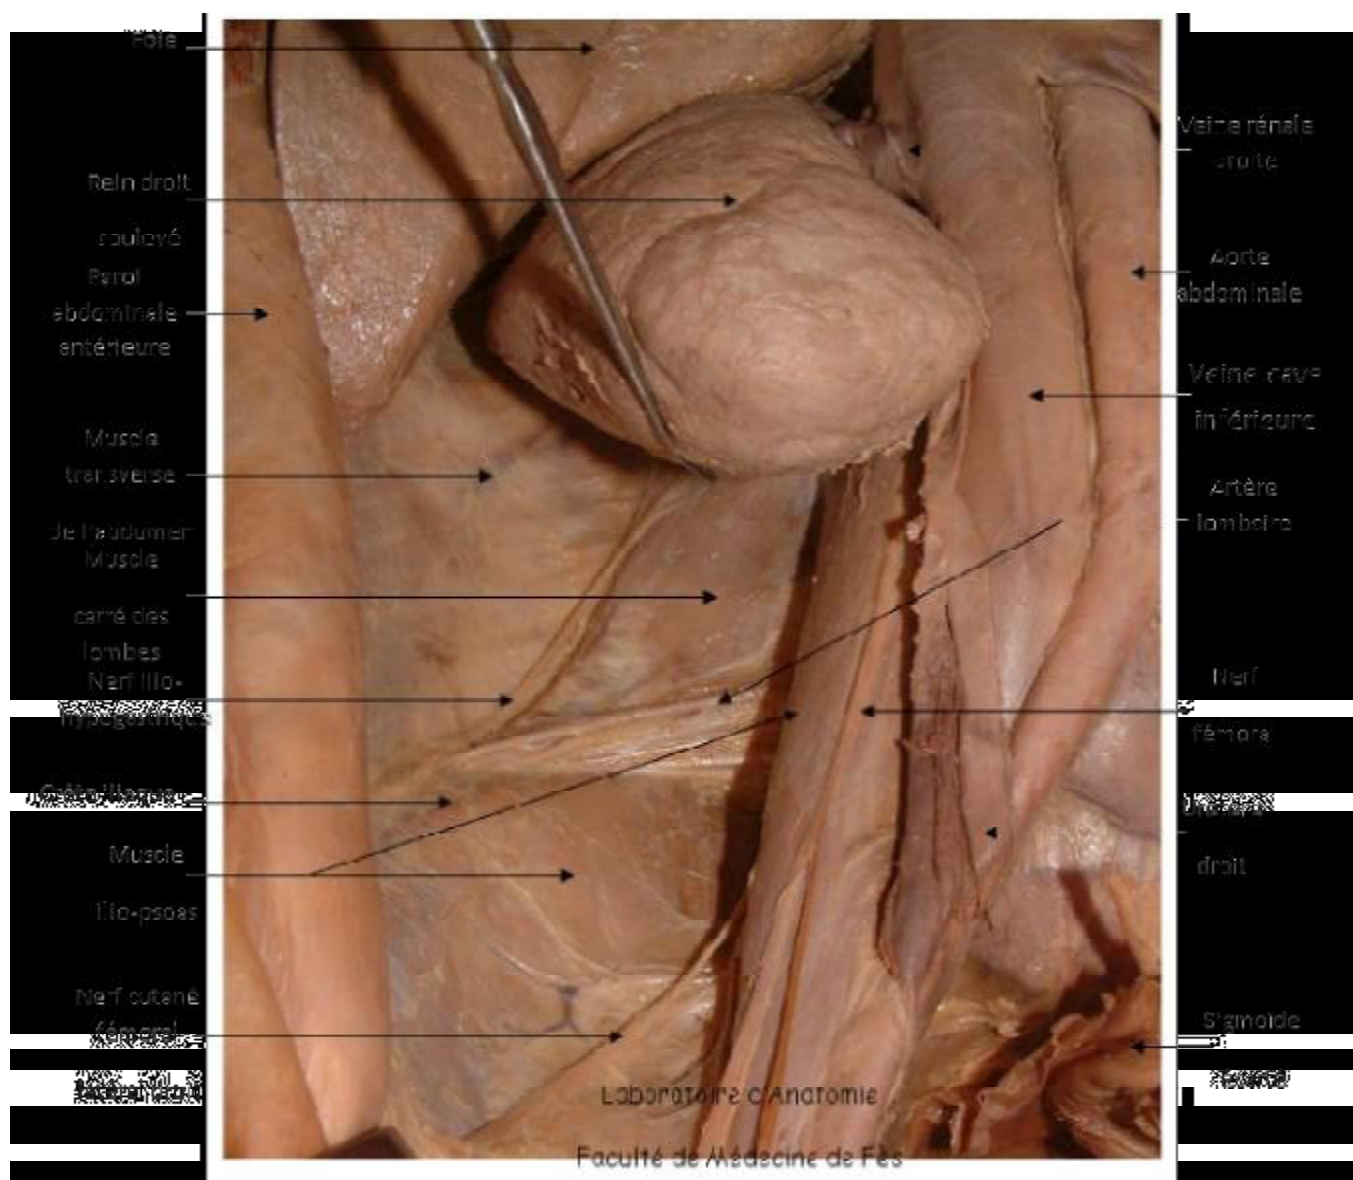 Foie
Rein droit
soulevé
Paroi
abdominale
antérieure
Muscle
transverse
de l'abdomen
Muscle
carré des
lombes
Nerf ilio-
hypogastrique
Crête iliaque
Muscle
ilio-psoas
Nerf cutané
fémoral
Veine rénale
droite
Aorte
abdominale
Veine cave
inférieure
Artère
lombaire
Nerf
fémoral
Uretère
droit
Sigmoïde
Laboratoire d'Anatomie
Faculté de Médecine de Fès